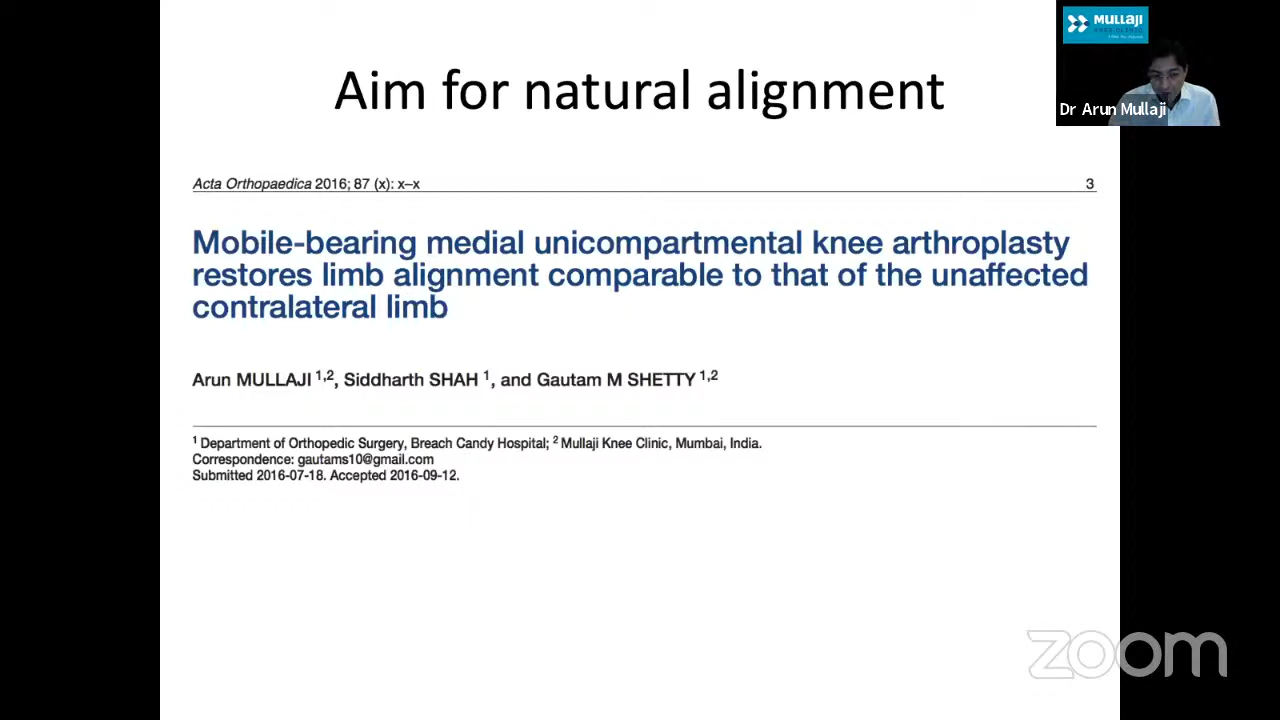 Aim for natural alignment
MULLAJI
Dr Arun Mullaji
Acta Orthopaedica 2016; 87 (x): x–x 3
Mobile-bearing medial unicompartmental knee arthroplasty
restores limb alignment comparable to that of the unaffected
contralateral limb
Arun MULLAJI 1,2, Siddharth SHAH 1, and Gautam M SHETTY 1,2
1 Department of Orthopedic Surgery, Breach Candy Hospital; 2 Mullaji Knee Clinic, Mumbai, India.
Correspondence: gautams10@gmail.com
Submitted 2016-07-18. Accepted 2016-09-12.
zoom